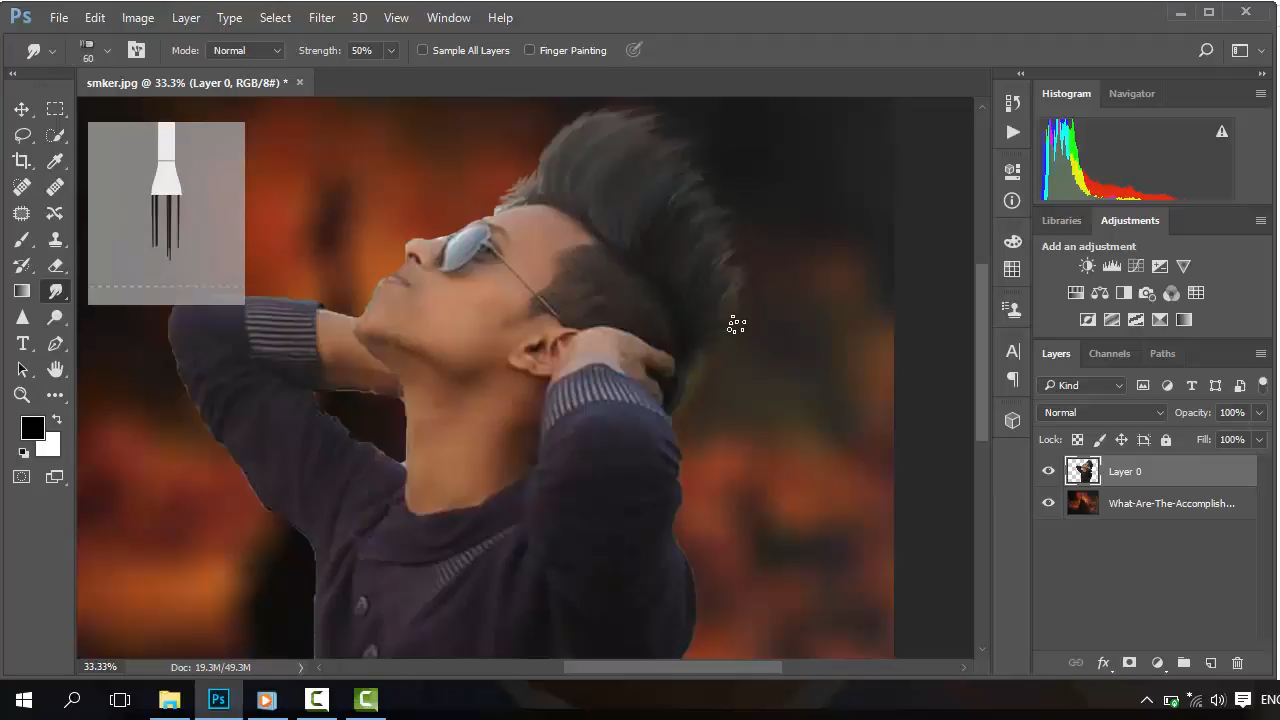 Ps File Edit Image Layer Type Select Filter 3D View Window Help
60 Mode: Normal Strength: 50% Sample All Layers Finger Painting
smker.jpg @ 33.3% (Layer 0, RGB/8#) * ×
Histogram Navigator
Libraries Adjustments
Add an adjustment
Layers Channels Paths
Kind
Normal Opacity: 100%
Lock: Fill: 100%
Layer 0
What-Are-The-Accomplish...
33.33% Doc: 19.3M/49.3M
Ps ENG